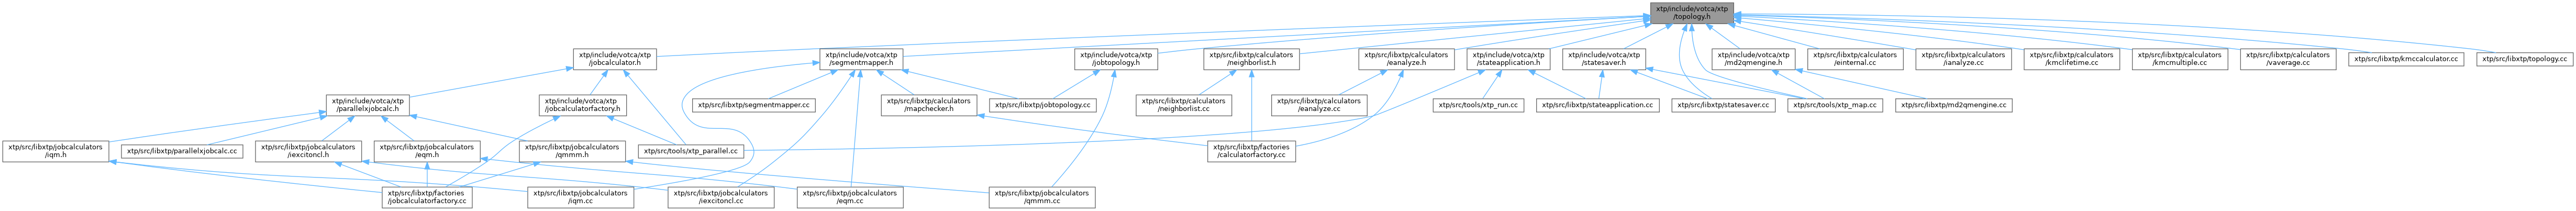 xtp/include/votca/xtp
/topology.h
xtp/include/votca/xtp
/jobcalculator.h
xtp/include/votca/xtp
/segmentmapper.h
xtp/include/votca/xtp
/jobtopology.h
xtp/src/libxtp/calculators
/neighborlist.h
xtp/src/libxtp/calculators
/eanalyze.h
xtp/include/votca/xtp
/stateapplication.h
xtp/include/votca/xtp
/statesaver.h
xtp/include/votca/xtp
/md2qmengine.h
xtp/src/libxtp/calculators
/einternal.cc
xtp/src/libxtp/calculators
/ianalyze.cc
xtp/src/libxtp/calculators
/kmclifetime.cc
xtp/src/libxtp/calculators
/kmcmultiple.cc
xtp/src/libxtp/calculators
/vaverage.cc
xtp/src/libxtp/kmccalculator.cc
xtp/src/libxtp/topology.cc
xtp/include/votca/xtp
/parallelxjobcalc.h
xtp/include/votca/xtp
/jobcalculatorfactory.h
xtp/src/libxtp/segmentmapper.cc
xtp/src/libxtp/calculators
/mapchecker.h
xtp/src/libxtp/jobtopology.cc
xtp/src/libxtp/calculators
/neighborlist.cc
xtp/src/libxtp/calculators
/eanalyze.cc
xtp/src/tools/xtp_run.cc
xtp/src/libxtp/stateapplication.cc
xtp/src/libxtp/statesaver.cc
xtp/src/tools/xtp_map.cc
xtp/src/libxtp/md2qmengine.cc
xtp/src/libxtp/jobcalculators
/iqm.h
xtp/src/libxtp/parallelxjobcalc.cc
xtp/src/libxtp/jobcalculators
/iexcitoncl.h
xtp/src/libxtp/jobcalculators
/eqm.h
xtp/src/libxtp/jobcalculators
/qmmm.h
xtp/src/tools/xtp_parallel.cc
xtp/src/libxtp/factories
/calculatorfactory.cc
xtp/src/libxtp/factories
/jobcalculatorfactory.cc
xtp/src/libxtp/jobcalculators
/iqm.cc
xtp/src/libxtp/jobcalculators
/iexcitoncl.cc
xtp/src/libxtp/jobcalculators
/eqm.cc
xtp/src/libxtp/jobcalculators
/qmmm.cc